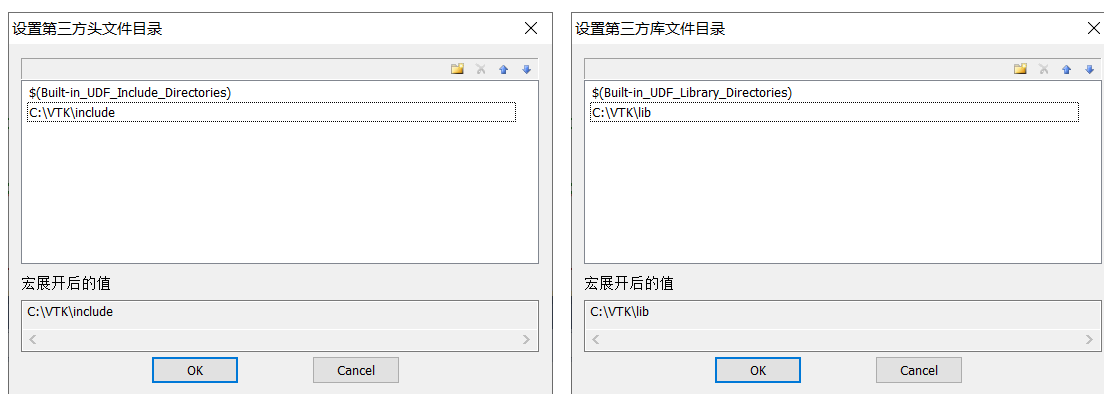 设置第三方头文件目录
$(Built-in_UDF_Include_Directories)
C:\VTK\include
宏展开后的值
C:\VTK\include
OK
Cancel
设置第三方库文件目录
$(Built-in_UDF_Library_Directories)
C:\VTK\lib
宏展开后的值
C:\VTK\lib
OK
Cancel